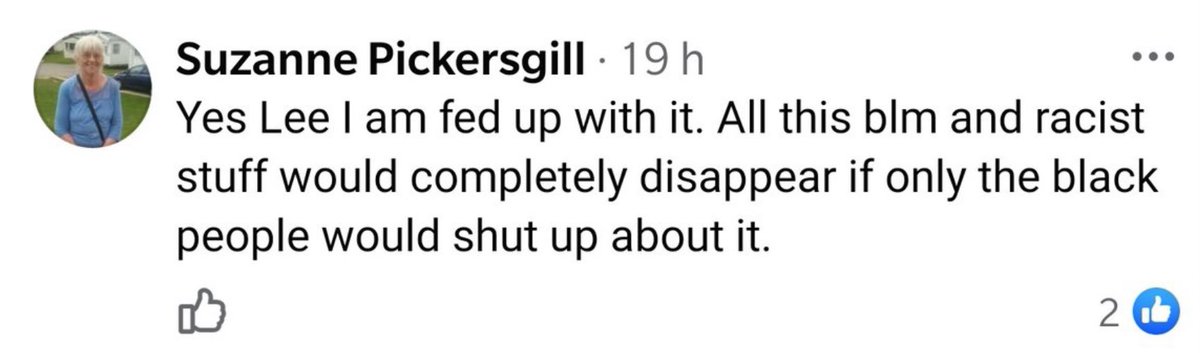 Suzanne Pickersgill · 19 h
Yes Lee I am fed up with it. All this blm and racist
stuff would completely disappear if only the black
people would shut up about it.
2